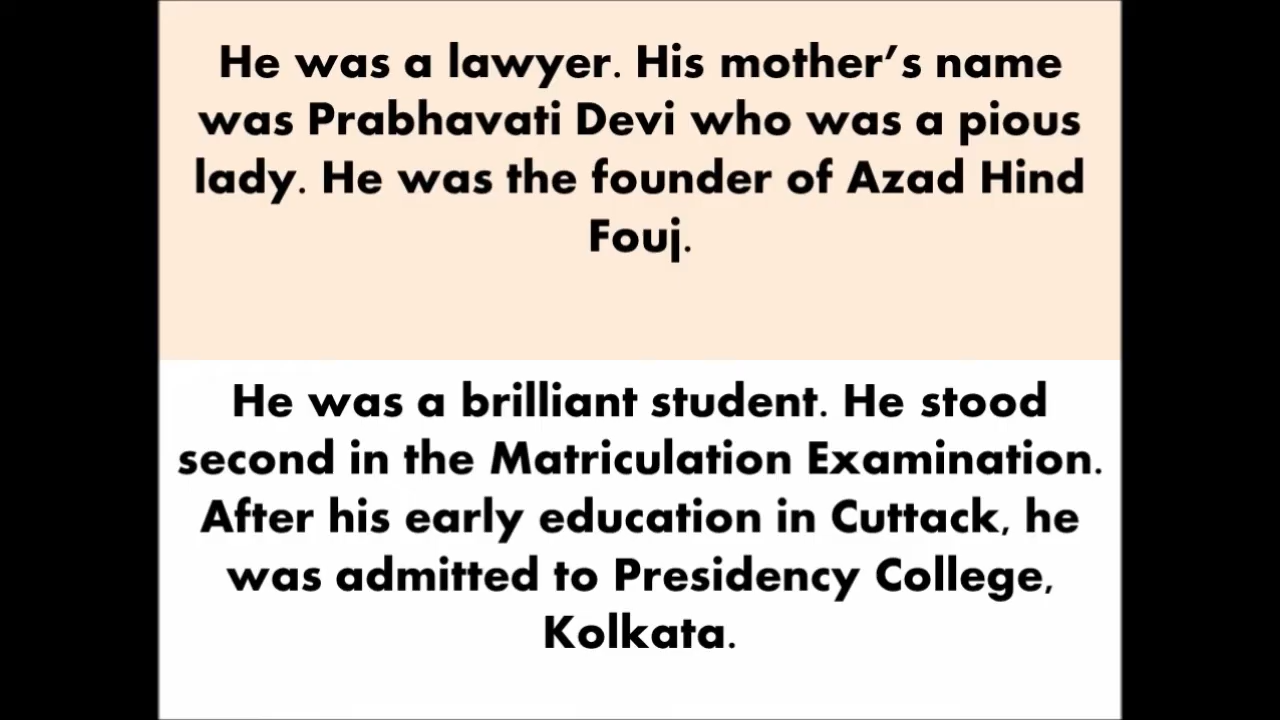 He was a lawyer. His mother’s name
was Prabhavati Devi who was a pious
lady. He was the founder of Azad Hind
Fouj.
He was a brilliant student. He stood
second in the Matriculation Examination.
After his early education in Cuttack, he
was admitted to Presidency College,
Kolkata.